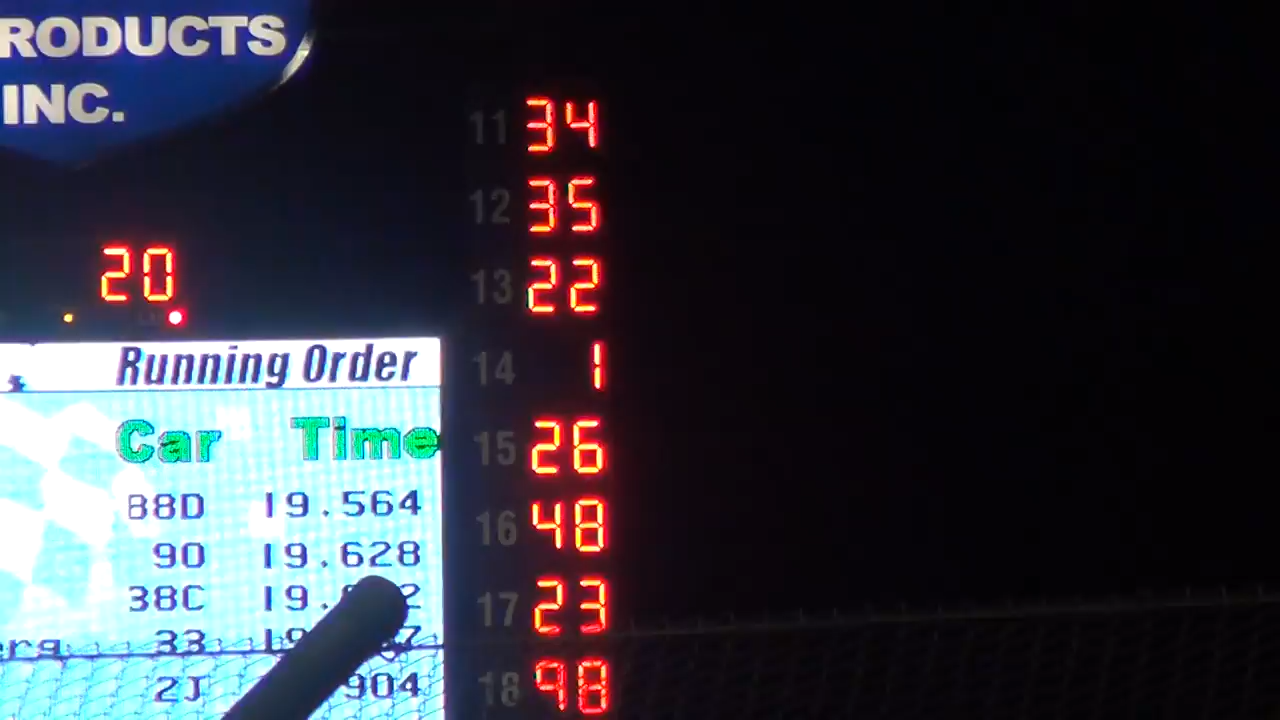 RODUCTS
INC.
20
Running Order
Car Time
88D 19.564
90 19.628
38C
33
2J 904
11 34
12 35
13 22
14 1
15 26
16 48
17 23
18 98